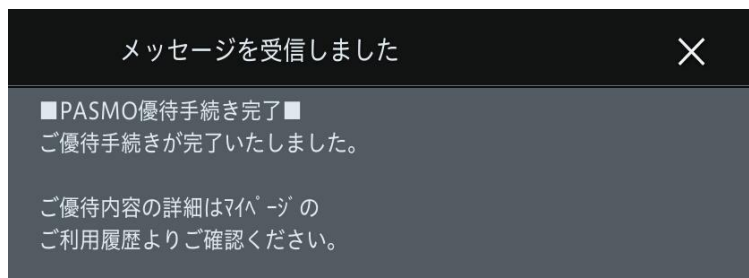 メッセージを受信しました
■PASMO優待手続き完了■
ご優待手続きが完了いたしました。
ご優待内容の詳細はﾏｲﾍﾟｰｼﾞの
ご利用履歴よりご確認ください。